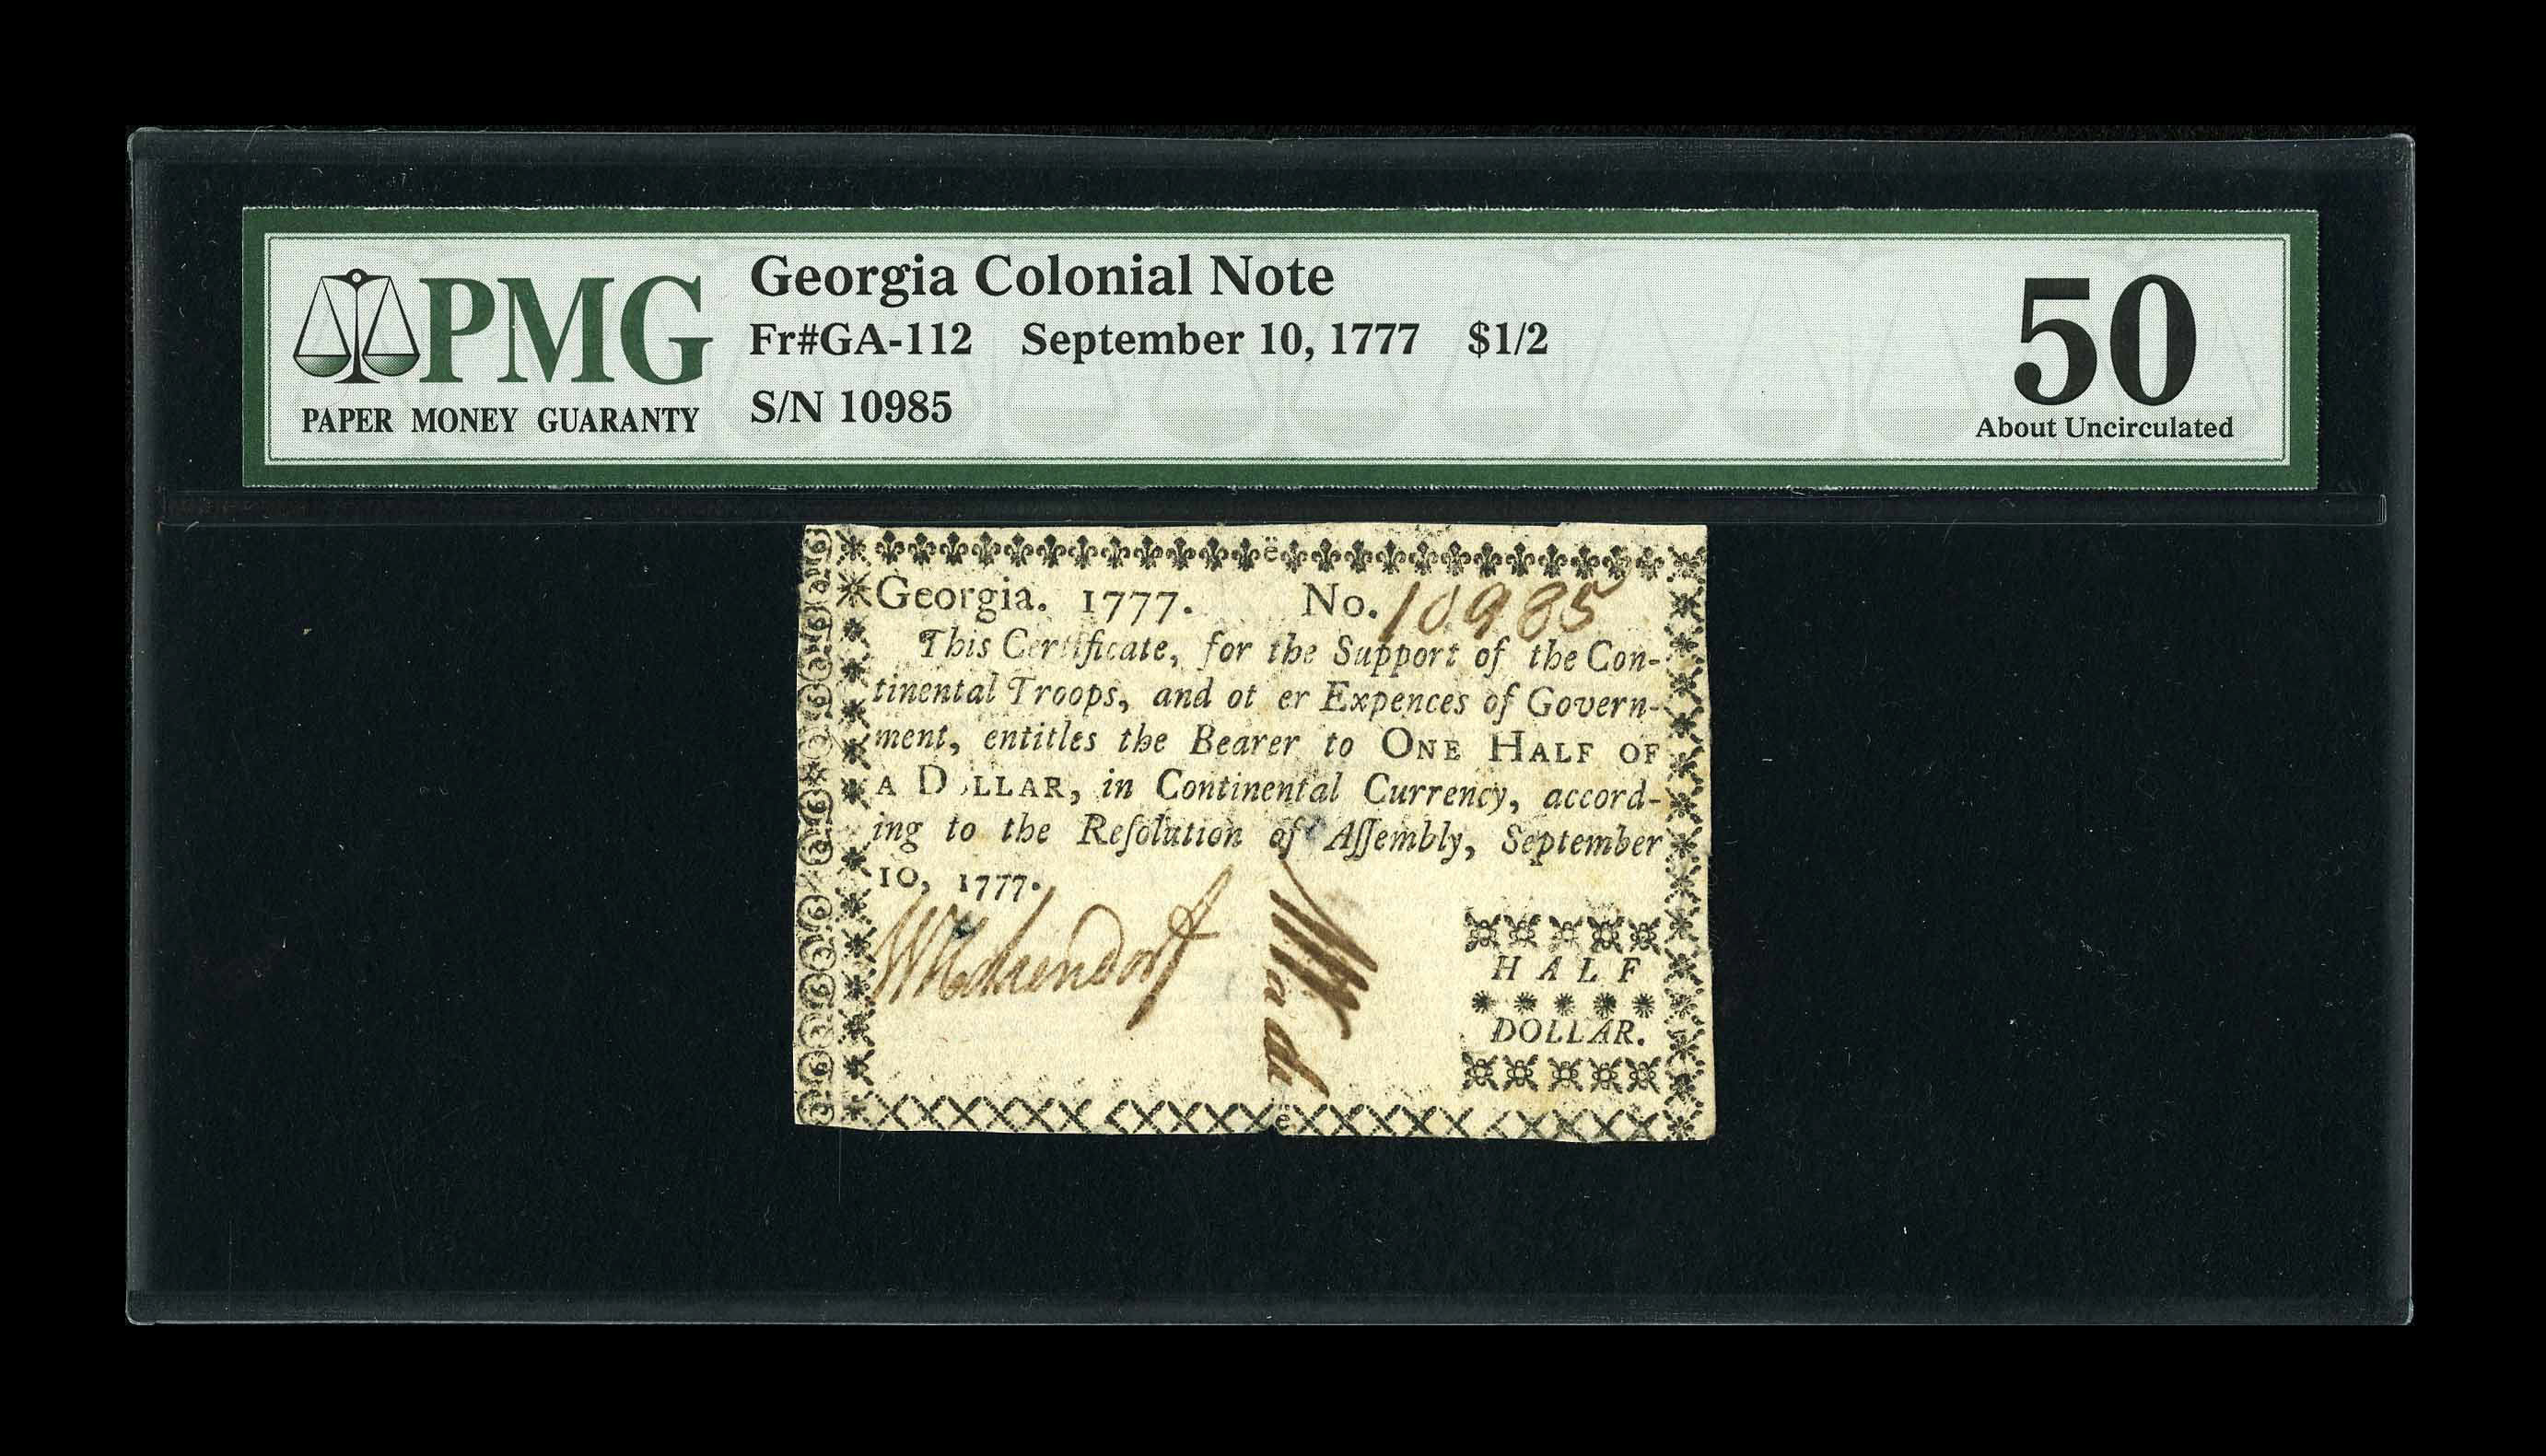 PMG
PAPER MONEY GUARANTY
Georgia Colonial Note
Fr#GA-112 September 10, 1777 $1/2
S/N 10985
50
About Uncirculated
Georgia. 1777. No. 10985
This Certificate, for the Support of the Con-
tinental Troops, and ot er Expences of Govern-
ment, entitles the Bearer to ONE HALF OF
A D LLAR, in Continental Currency, accord-
ing to the Reſolution of Aſſembly, September
10, 1777.
HALF
DOLLAR.